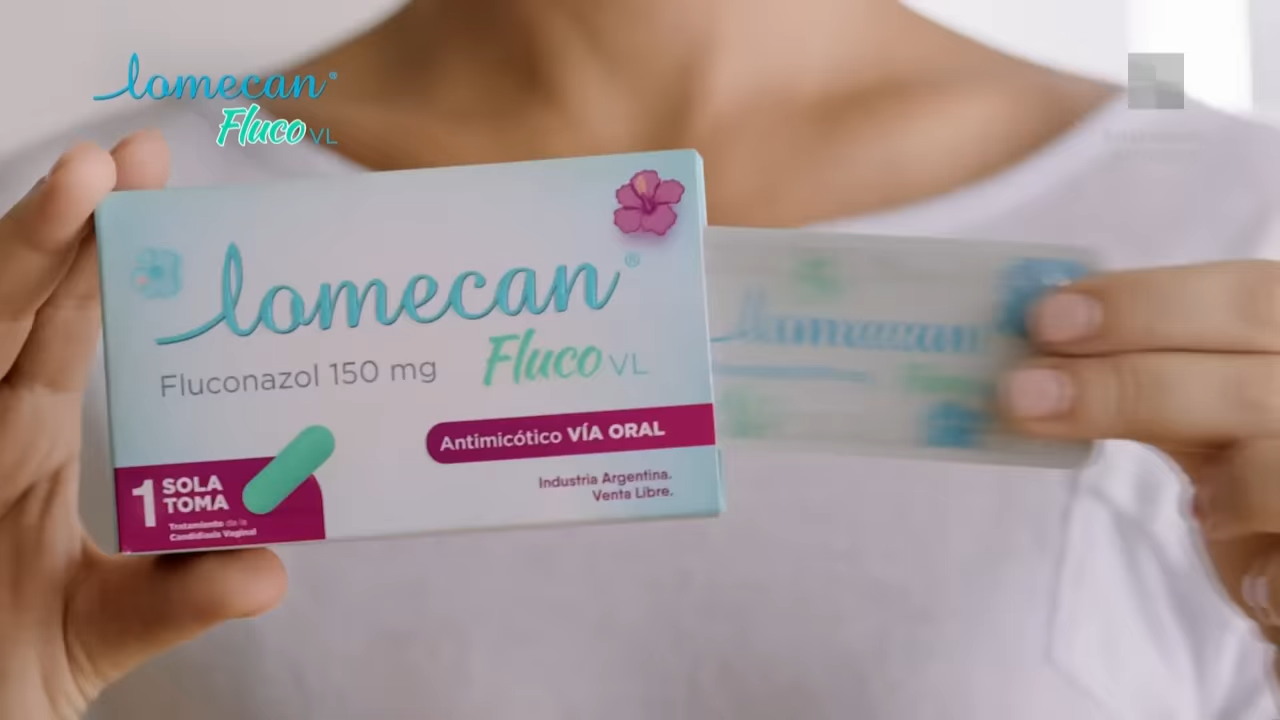 lomecan®
Fluco VL
lomecan®
Fluconazol 150 mg
Fluco VL
Antimicótico VÍA ORAL
1 SOLA
TOMA
Tratamiento de la
Candidiasis Vaginal
Industria Argentina.
Venta Libre.
lomecan